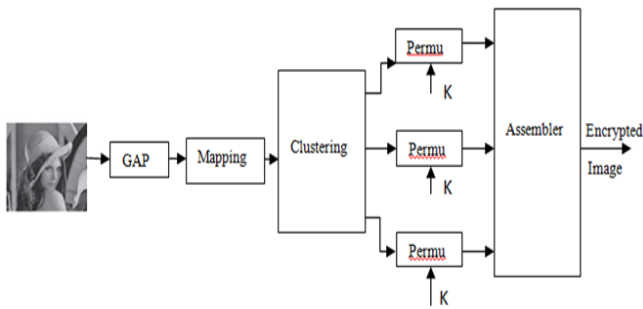 Permu
K
GAP
Mapping
Clustering
Permu
K
Permu
K
Assembler
Encrypted
Image